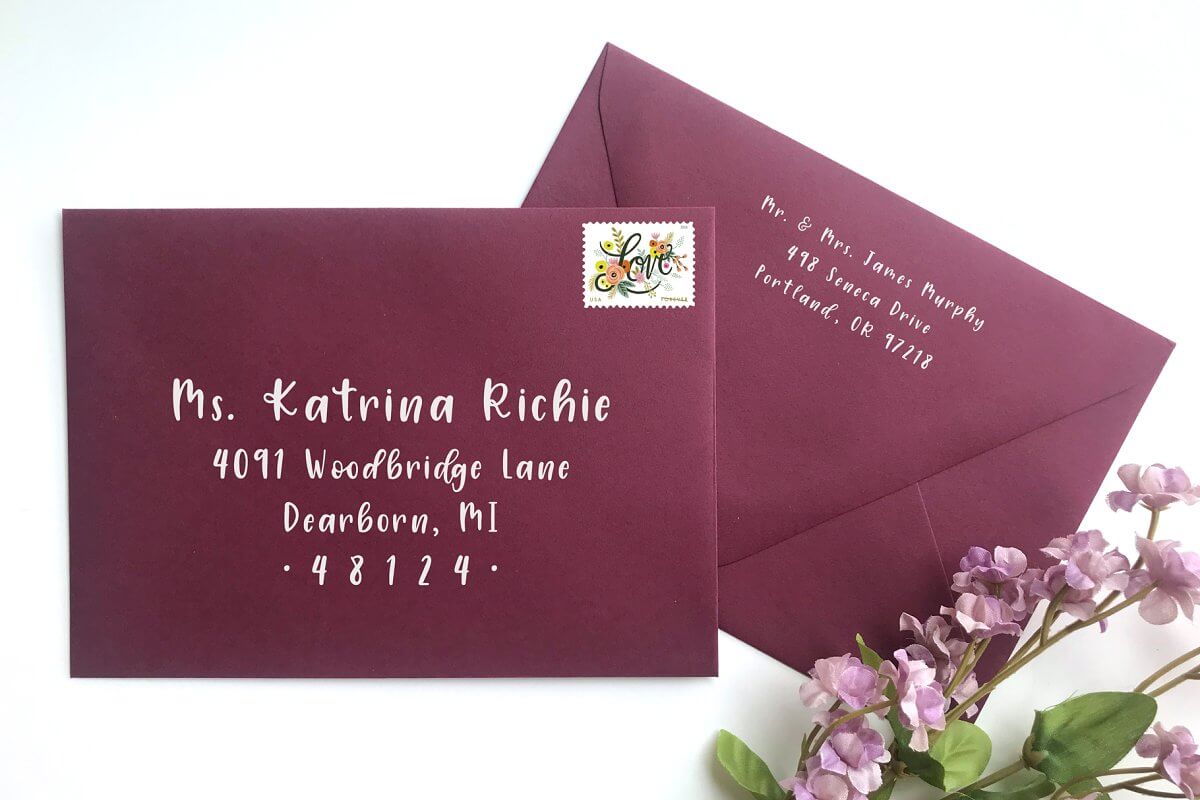 Ms. Katrina Richie
4091 Woodbridge Lane
Dearborn, MI
• 4 8 1 2 4 •
love
USA
FOREVER
Mr. & Mrs. James Murphy
498 Seneca Drive
Portland, OR 97218